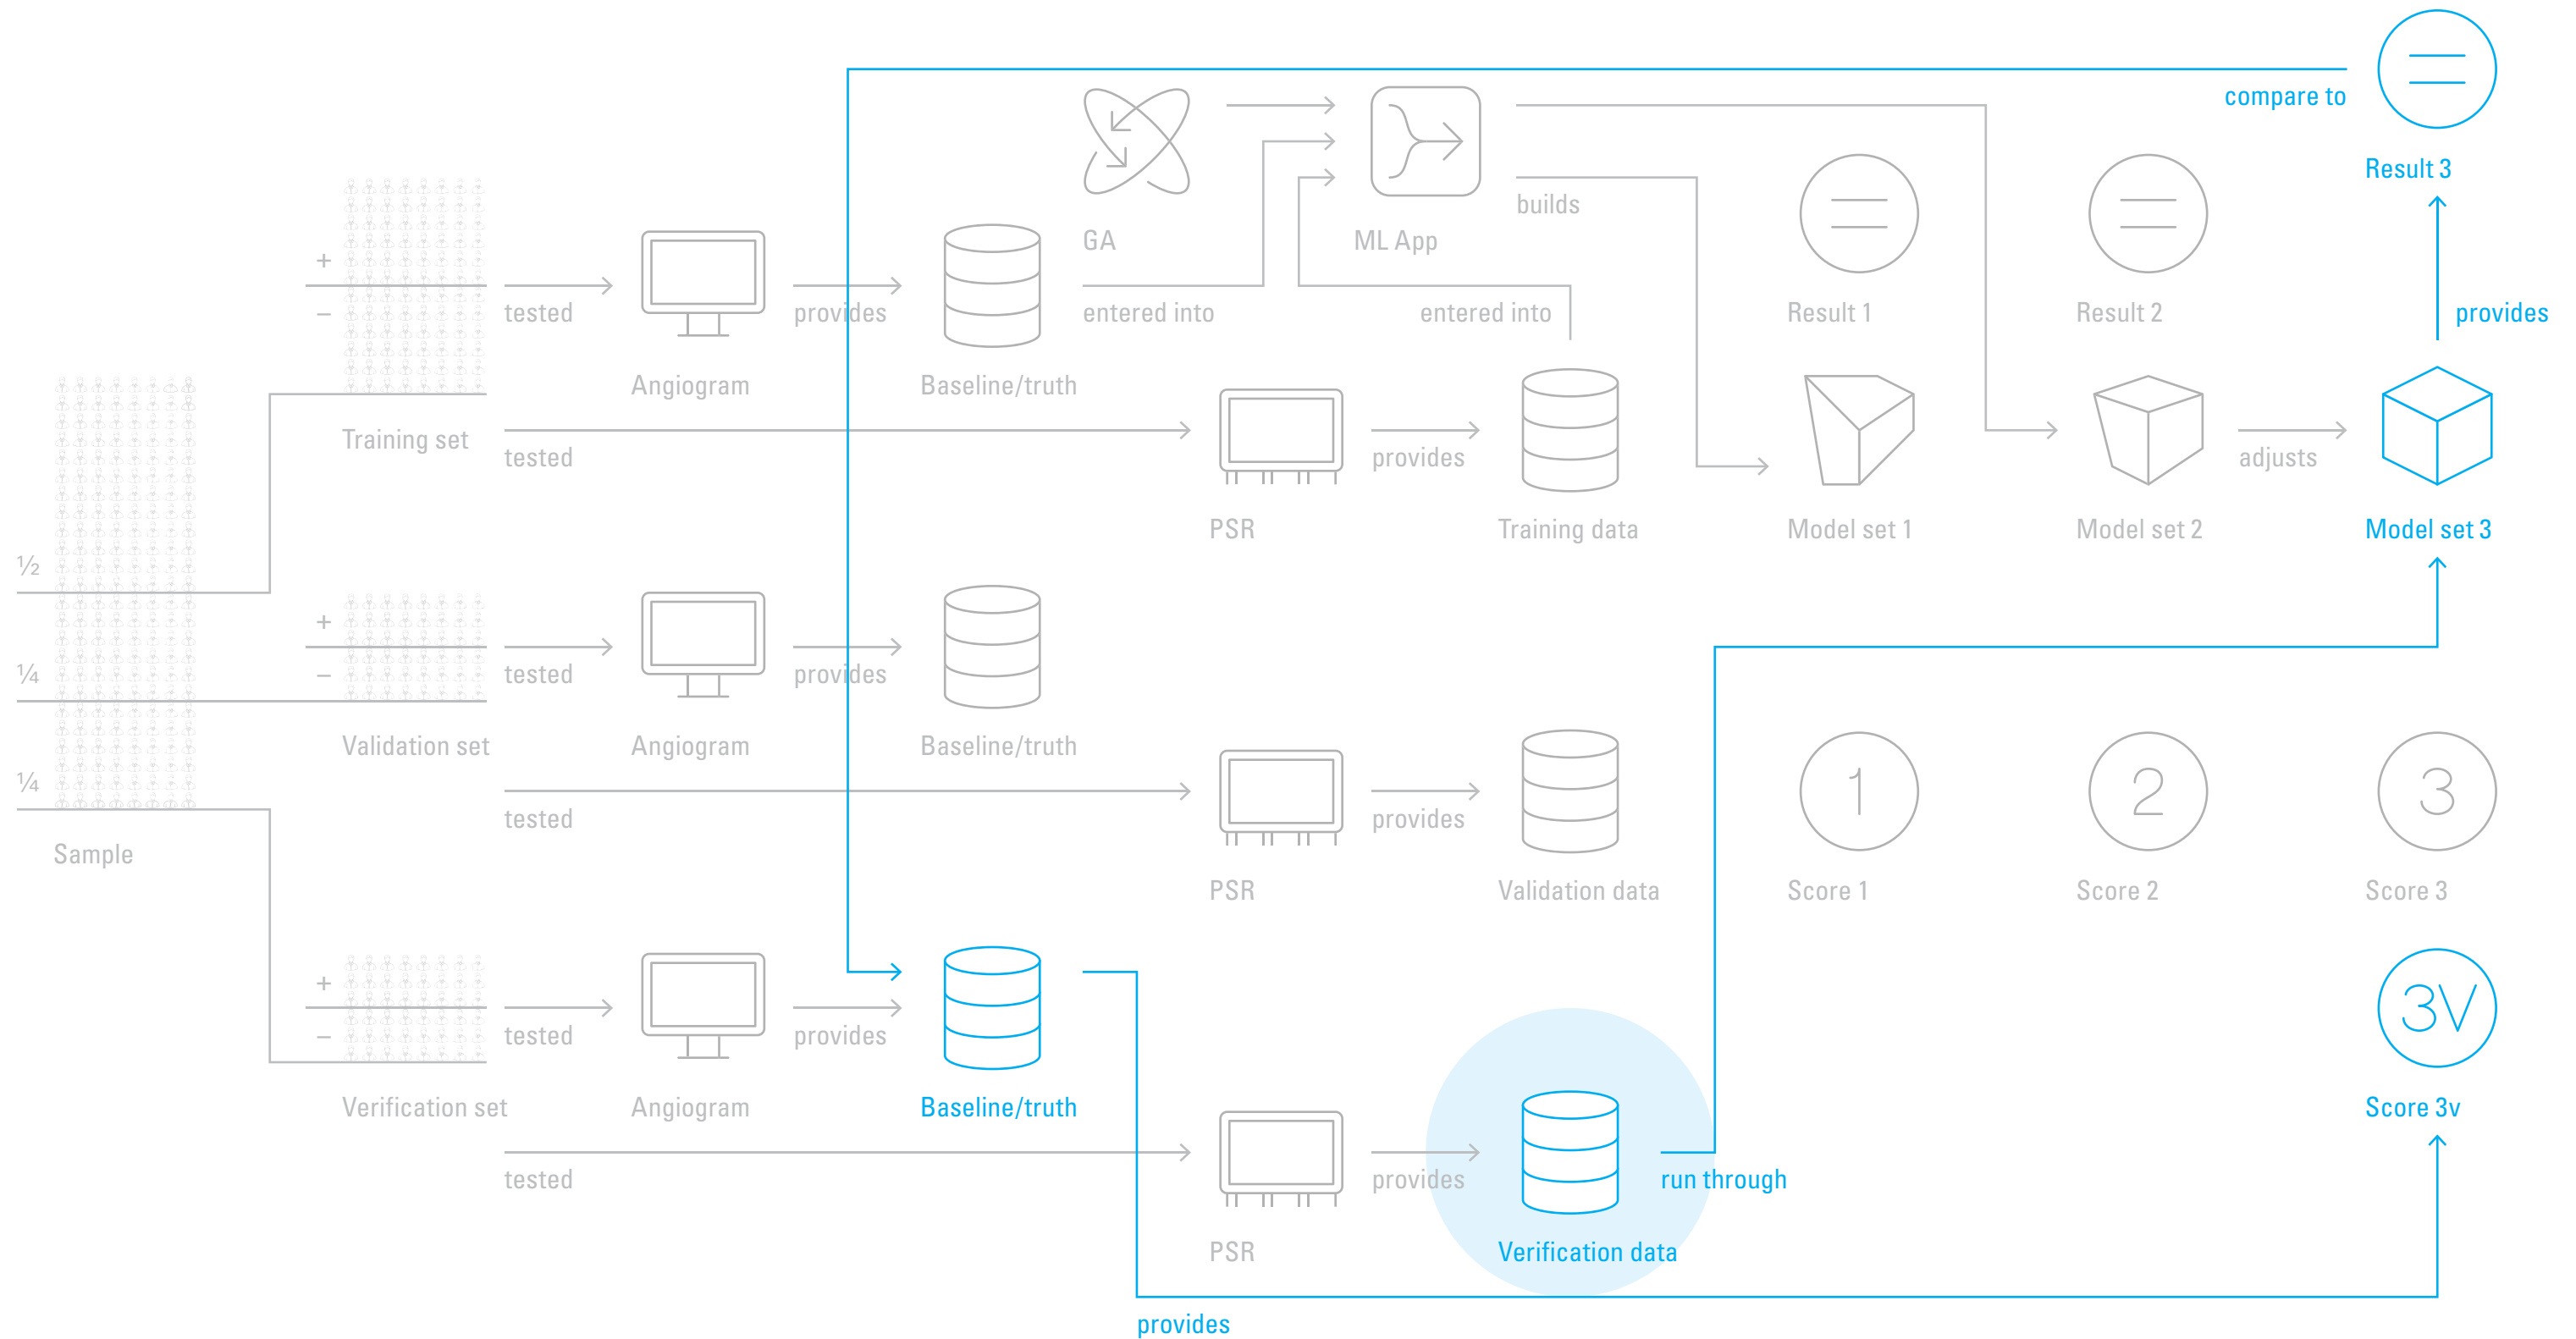 compare to
Result 3
GA
ML App
builds
+
−
tested
provides
entered into
entered into
Result 1
Result 2
provides
Angiogram
Baseline/truth
Training set
tested
provides
adjusts
PSR
Training data
Model set 1
Model set 2
Model set 3
½
+
−
¼
tested
provides
Validation set
Angiogram
Baseline/truth
¼
tested
provides
1
2
3
Sample
PSR
Validation data
Score 1
Score 2
Score 3
+
−
tested
provides
3V
Verification set
Angiogram
Baseline/truth
Score 3v
tested
provides
run through
PSR
Verification data
provides